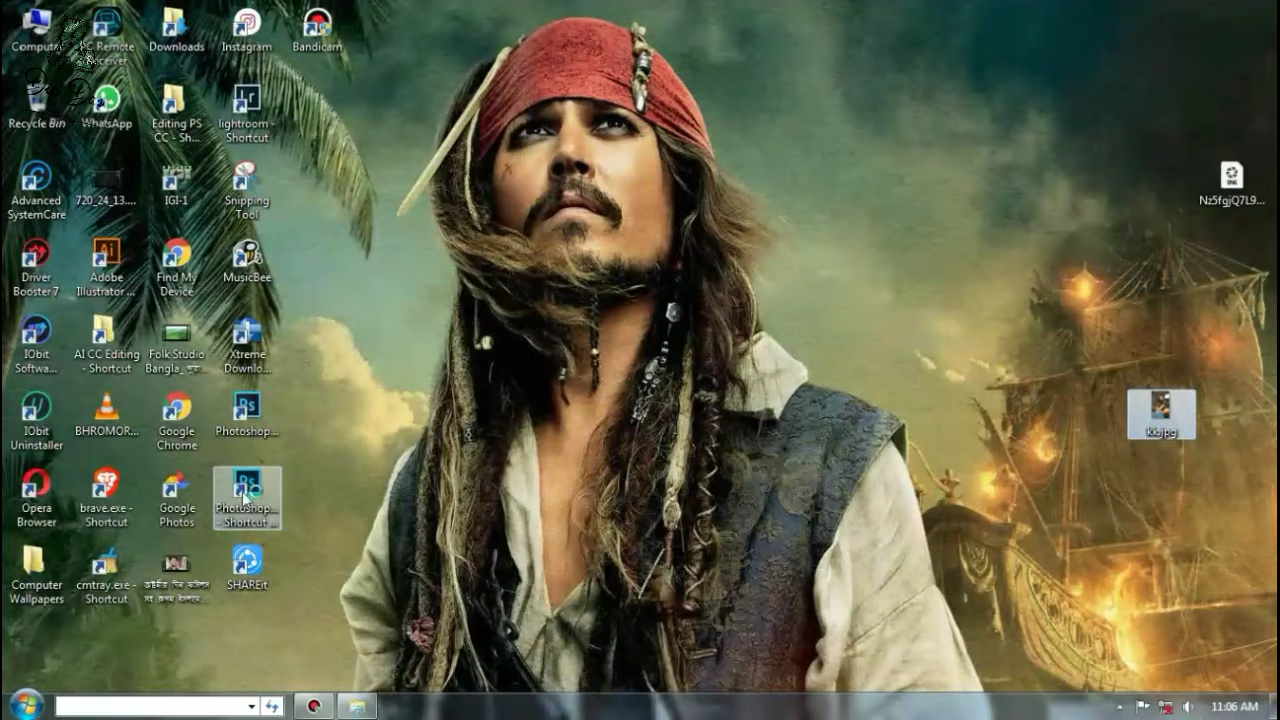 Computer
PC Remote
Receiver
Downloads
Instagram
Bandicam
Recycle Bin
WhatsApp
Editing PS
CC - Sh...
lightroom -
Shortcut
Advanced
SystemCare
720_24_13....
IGI-1
Snipping
Tool
Nz5fgjQ7L9...
Driver
Booster 7
Adobe
Illustrator ...
Find My
Device
MusicBee
IObit
Softwa...
AI CC Editing
- Shortcut
Folk Studio
Bangla_
Xtreme
Downlo...
IObit
Uninstaller
BHROMOR...
Google
Chrome
Photoshop...
kk.jpg
Opera
Browser
brave.exe -
Shortcut
Google
Photos
Photoshop...
- Shortcut...
Computer
Wallpapers
cmtray.exe -
Shortcut
SHAREit
11:06 AM